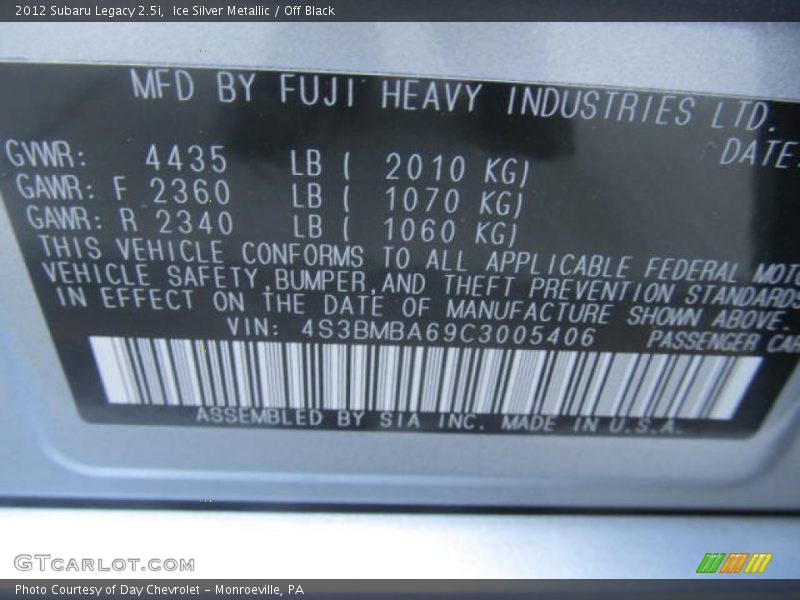 2012 Subaru Legacy 2.5i,  Ice Silver Metallic / Off Black
MFD BY FUJI HEAVY INDUSTRIES LTD.
DATE:
GVWR: 4435 LB ( 2010 KG)
GAWR: F 2360 LB ( 1070 KG)
GAWR: R 2340 LB ( 1060 KG)
THIS VEHICLE CONFORMS TO ALL APPLICABLE FEDERAL MOTO
VEHICLE SAFETY,BUMPER,AND THEFT PREVENTION STANDARDS
IN EFFECT ON THE DATE OF MANUFACTURE SHOWN ABOVE.
VIN: 4S3BMBA69C3005406 PASSENGER CAR
ASSEMBLED BY SIA INC. MADE IN U.S.A.
GTCARLOT.COM
Photo Courtesy of Day Chevrolet - Monroeville, PA